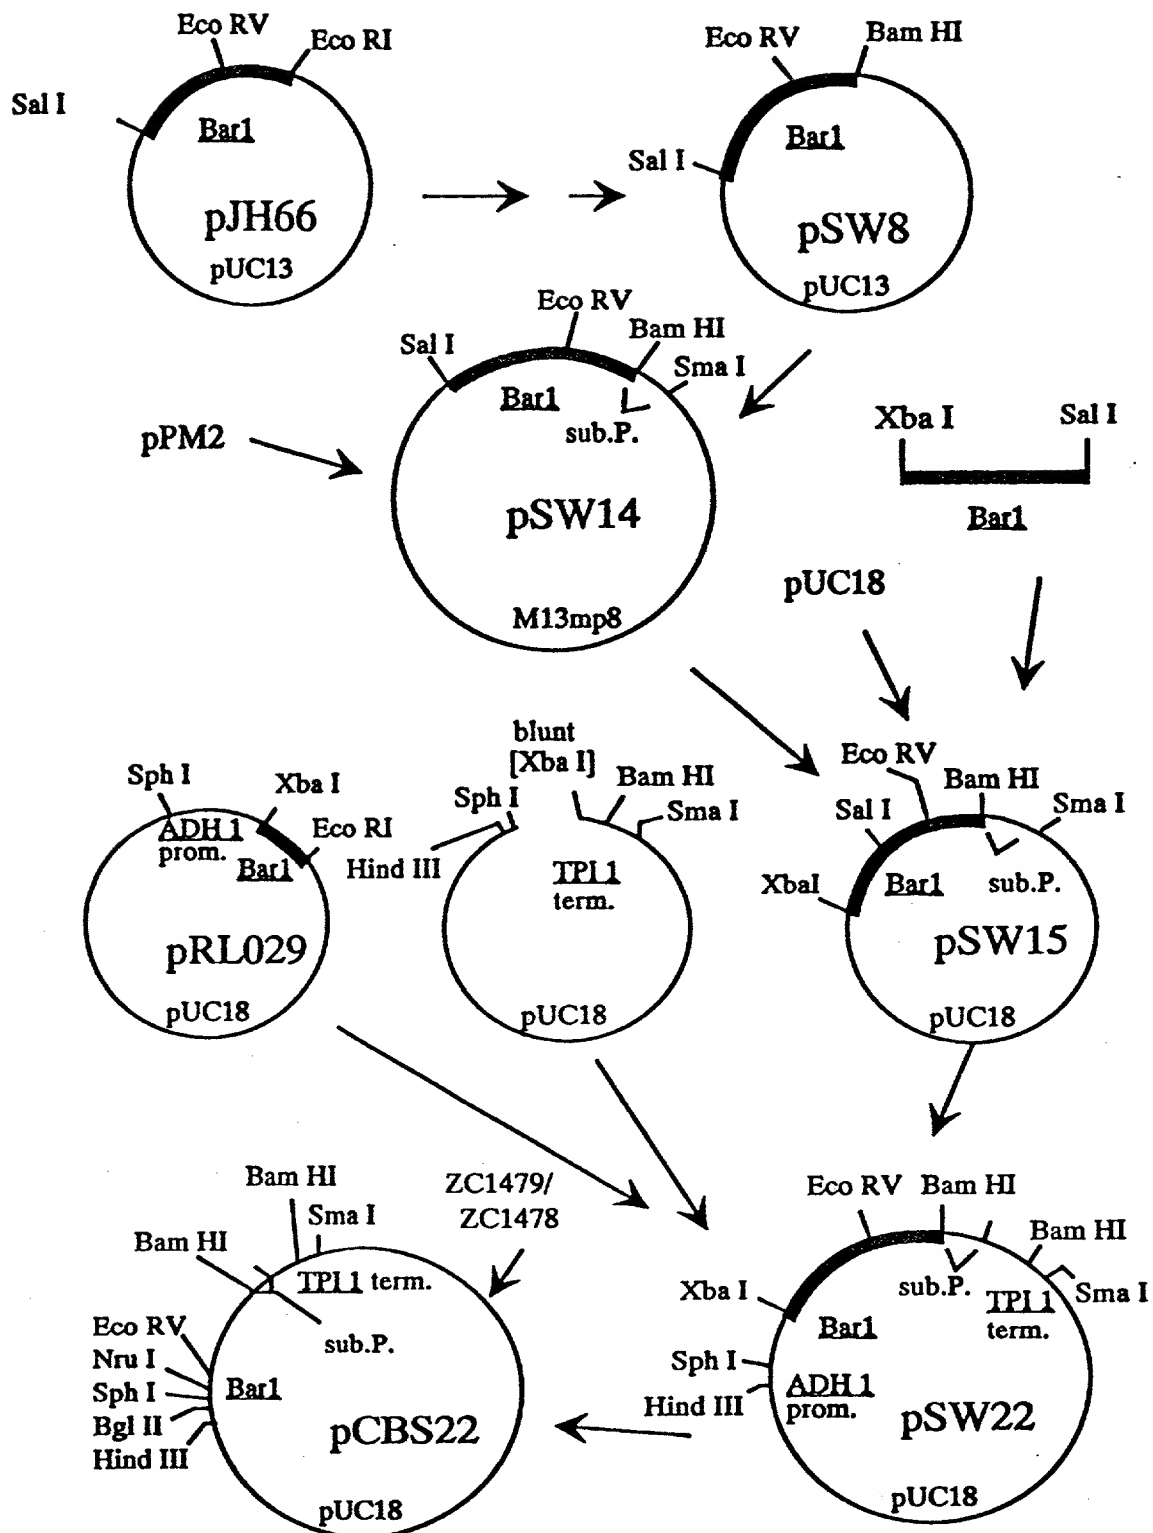 Eco RV
Eco RI
Sal I
Bar1
pJH66
pUC13
Eco RV
Bam HI
Sal I
Bar1
pSW8
pUC13
Eco RV
Bam HI
Sal I
Sma I
Bar1
sub.P.
pPM2
pSW14
M13mp8
Xba I
Sal I
Bar1
pUC18
Sph I
Xba I
ADH 1
prom.
Eco RI
Bar1
pRL029
pUC18
blunt
[Xba I]
Bam HI
Sph I
Sma I
Hind III
TPI 1
term.
pUC18
Eco RV
Bam HI
Sal I
Sma I
XbaI
Bar1
sub.P.
pSW15
pUC18
Bam HI
Sma I
ZC1479/
ZC1478
Bam HI
TPI 1 term.
sub.P.
Eco RV
Nru I
Sph I
Bgl II
Hind III
Bar1
pCBS22
pUC18
Eco RV
Bam HI
Bam HI
Sma I
sub.P.
TPI 1
term.
Xba I
Bar1
Sph I
Hind III
ADH 1
prom.
pSW22
pUC18